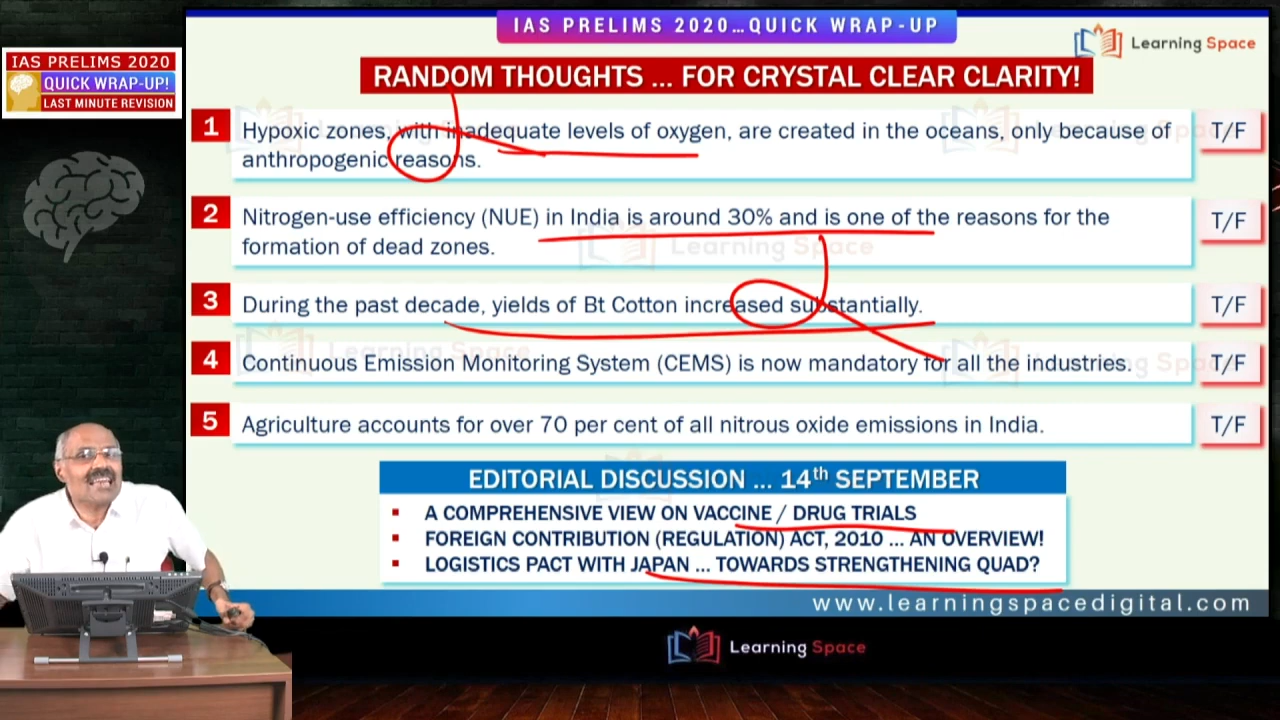 IAS PRELIMS 2020...QUICK WRAP-UP
Learning Space
IAS PRELIMS 2020
QUICK WRAP-UP!
LAST MINUTE REVISION
RANDOM THOUGHTS ... FOR CRYSTAL CLEAR CLARITY!
1 Hypoxic zones, with inadequate levels of oxygen, are created in the oceans, only because of T/F
anthropogenic reasons.
2 Nitrogen-use efficiency (NUE) in India is around 30% and is one of the reasons for the T/F
formation of dead zones.
Learning Space
3 During the past decade, yields of Bt Cotton increased substantially. T/F
4 Continuous Emission Monitoring System (CEMS) is now mandatory for all the industries. T/F
5 Agriculture accounts for over 70 per cent of all nitrous oxide emissions in India. T/F
EDITORIAL DISCUSSION ... 14th SEPTEMBER
▪ A COMPREHENSIVE VIEW ON VACCINE / DRUG TRIALS
▪ FOREIGN CONTRIBUTION (REGULATION) ACT, 2010 ... AN OVERVIEW!
▪ LOGISTICS PACT WITH JAPAN ... TOWARDS STRENGTHENING QUAD?
www.learningspacedigital.com
Learning Space